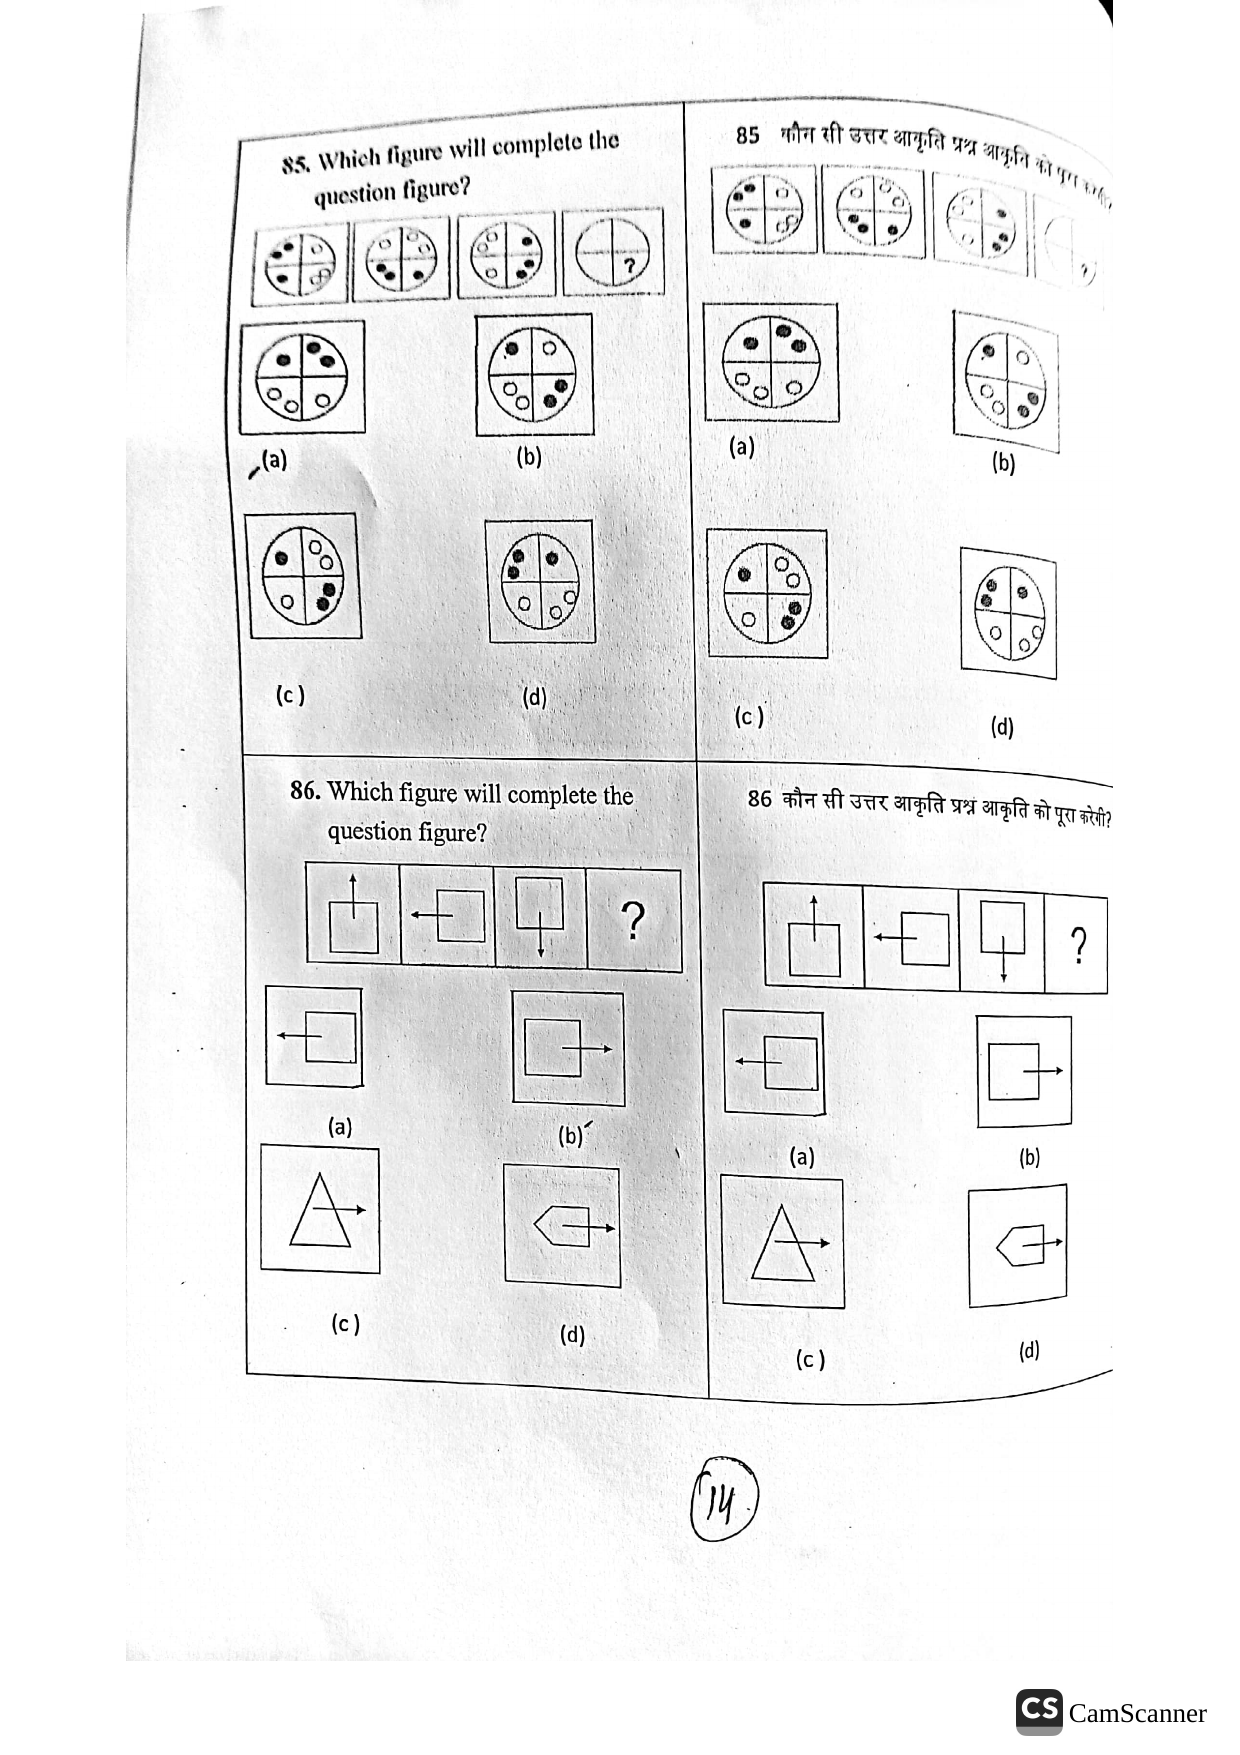 85. Which figure will complete the
question figure?
?
(a)
(b)
(c )
(d)
85 कौन सी उत्तर आकृति प्रश्न आकृति को पूरा
?
(a)
(b)
(c )
(d)
86. Which figure will complete the
question figure?
?
(a)
(b)
(c )
(d)
86 कौन सी उत्तर आकृति प्रश्न आकृति को पूरा करेगी?
?
(a)
(b)
(c )
(d)
14
CS CamScanner